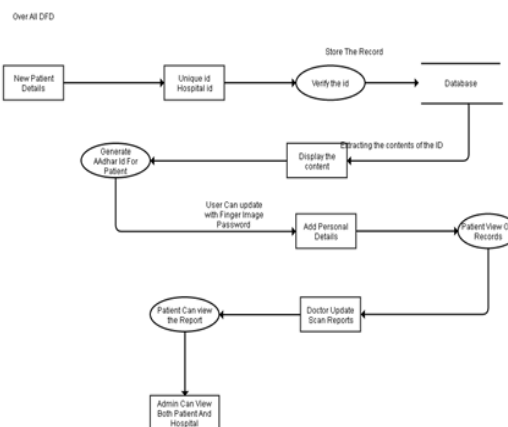 Over All DFD
Store The Record
New Patient
Details
Unique id
Hospital id
Verify the id
Database
Extracting the contents of the ID
Display the
content
Generate
AAdhar Id For
Patient
User Can update
with Finger Image
Password
Add Personal
Details
Patient View O
Records
Doctor Update
Scan Reports
Patient Can view
the Report
Admin Can View
Both Patient And
Hospital